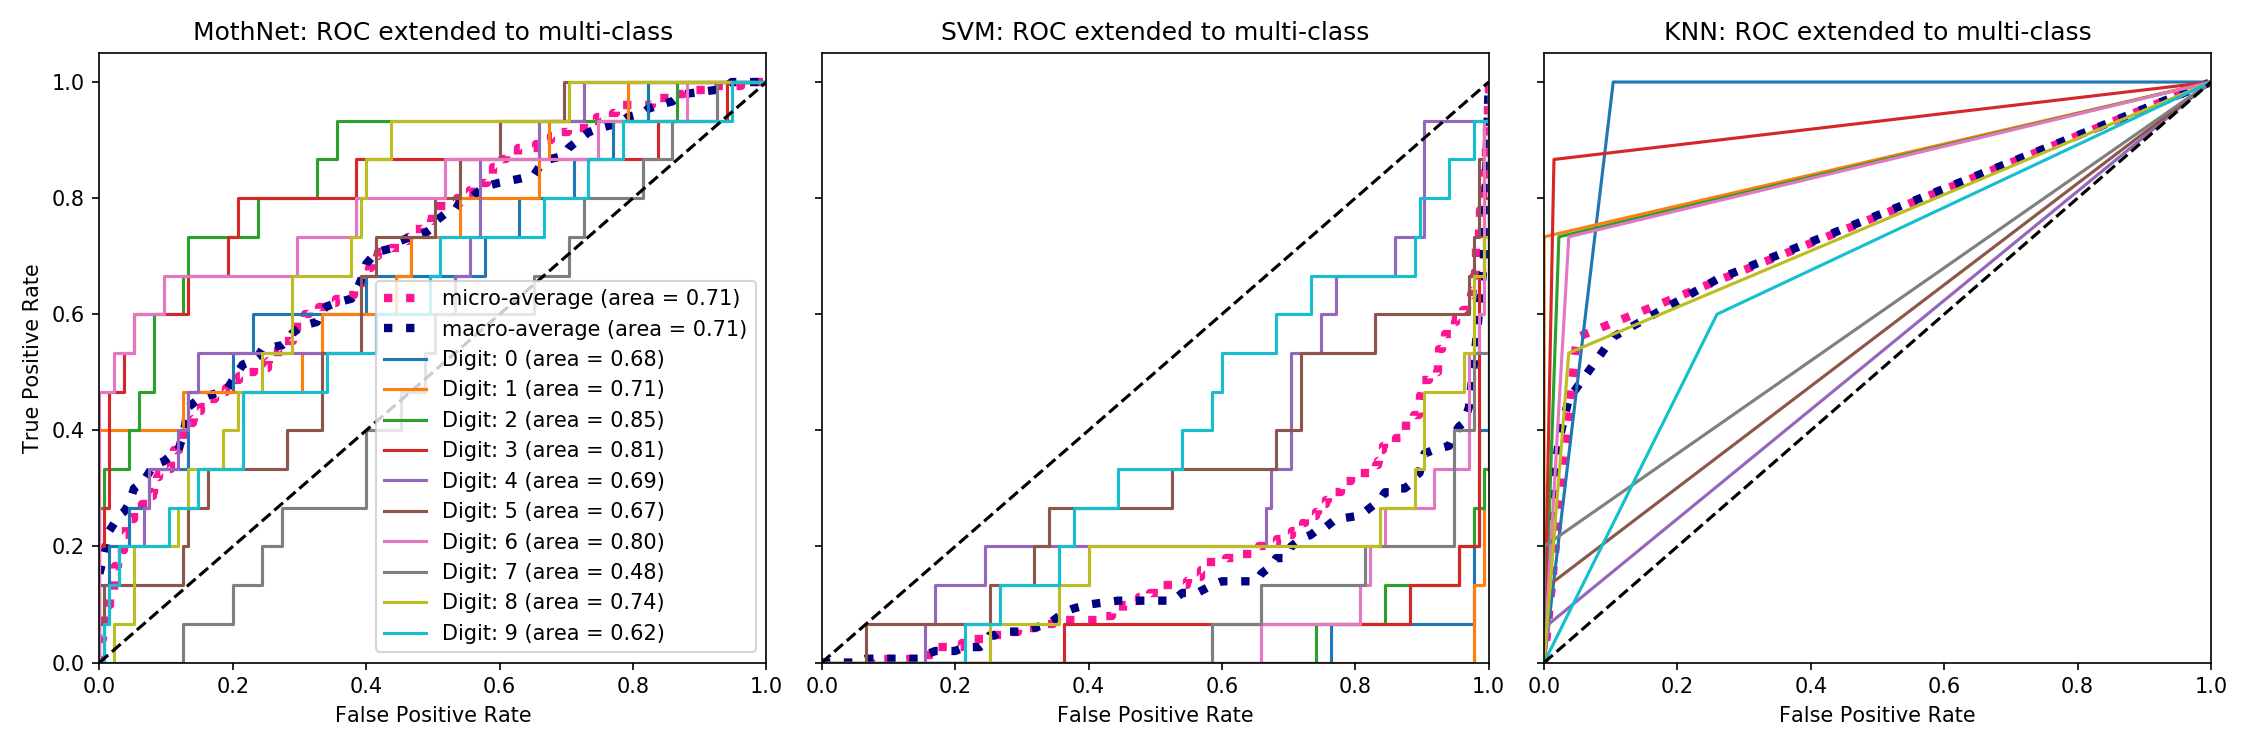 MothNet: ROC extended to multi-class
True Positive Rate
1.0
0.8
0.6
0.4
0.2
0.0
micro-average (area = 0.71)
macro-average (area = 0.71)
Digit: 0 (area = 0.68)
Digit: 1 (area = 0.71)
Digit: 2 (area = 0.85)
Digit: 3 (area = 0.81)
Digit: 4 (area = 0.69)
Digit: 5 (area = 0.67)
Digit: 6 (area = 0.80)
Digit: 7 (area = 0.48)
Digit: 8 (area = 0.74)
Digit: 9 (area = 0.62)
0.0 0.2 0.4 0.6 0.8 1.0
False Positive Rate
SVM: ROC extended to multi-class
0.0 0.2 0.4 0.6 0.8 1.0
False Positive Rate
KNN: ROC extended to multi-class
0.0 0.2 0.4 0.6 0.8 1.0
False Positive Rate